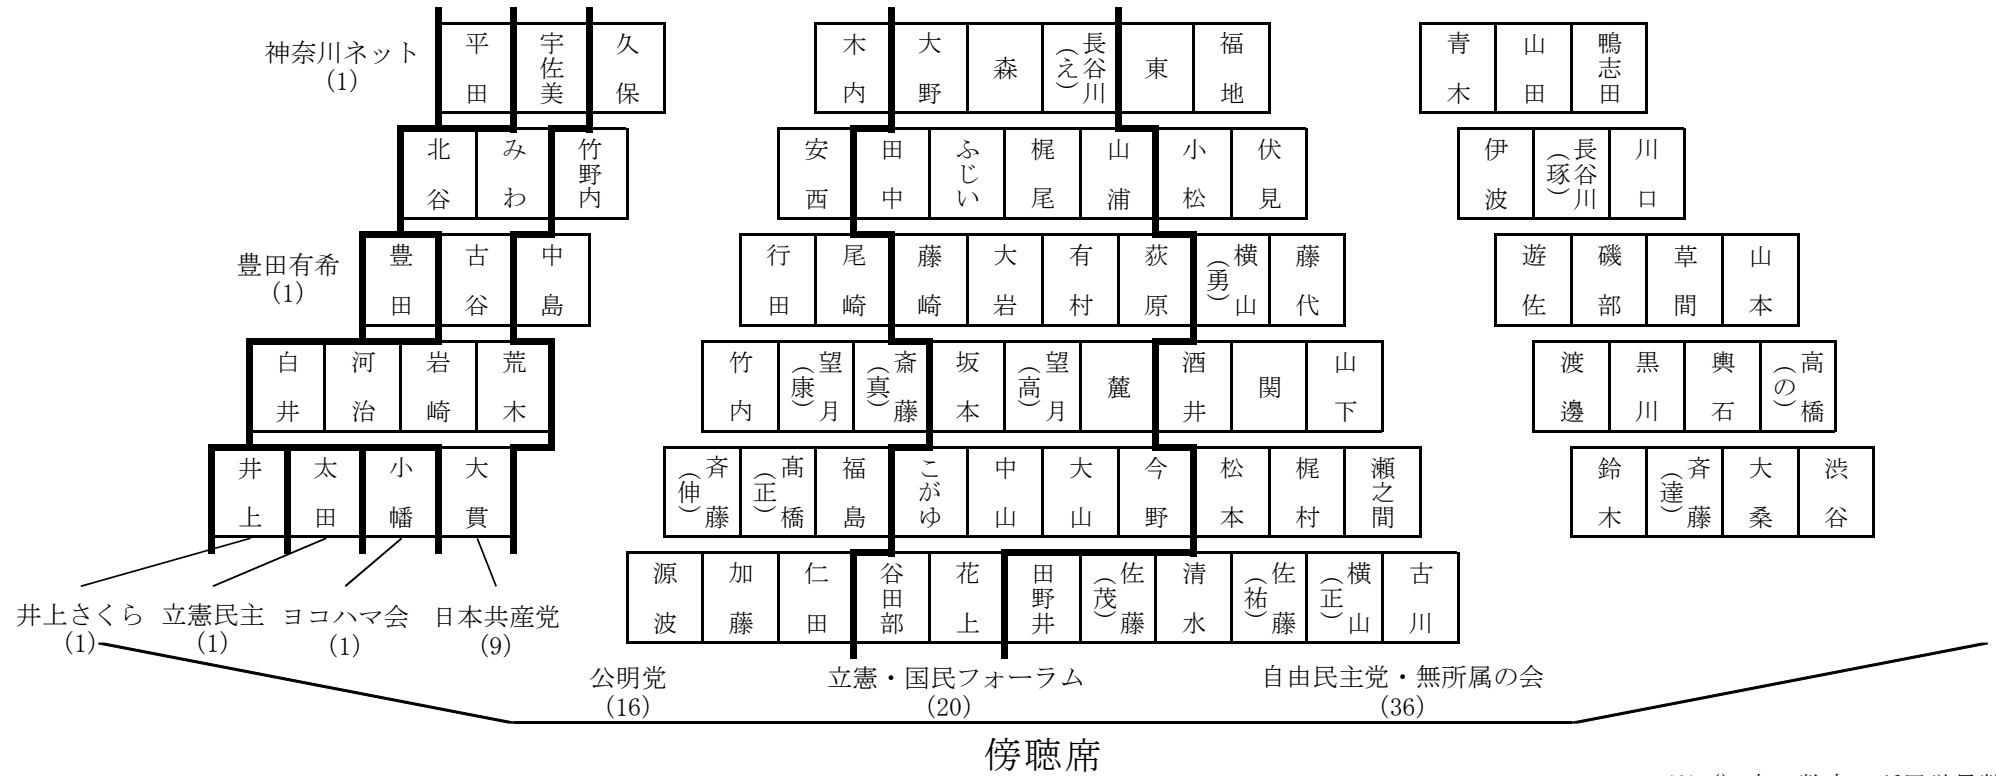 神奈川ネット
(1)
平田 宇佐美 久保 木内 大野 森 長谷川(え) 東 福地 青木 山田 鴨志田
北谷 みわ 竹野内 安西 田中 ふじい 梶尾 山浦 小松 伏見 伊波 長谷川(琢) 川口
豊田有希
(1)
豊田 古谷 中島 行田 尾崎 藤崎 大岩 有村 荻原 横山(勇) 藤代 遊佐 磯部 草間 山本
白井 河治 岩崎 荒木 竹内 望月(康) 斎藤(真) 坂本 望月(高) 麓 酒井 関 山下 渡邊 黒川 輿石 高橋(の)
井上 太田 小幡 大貫 斉藤(伸) 髙橋(正) 福島 こがゆ 中山 大山 今野 松本 梶村 瀬之間 鈴木 斉藤(達) 大桑 渋谷
源波 加藤 仁田 谷田部 花上 田野井 佐藤(茂) 清水 佐藤(祐) 横山(正) 古川
井上さくら 立憲民主 ヨコハマ会 日本共産党
(1) (1) (1) (9)
公明党 立憲・国民フォーラム 自由民主党・無所属の会
(16) (20) (36)
傍聴席